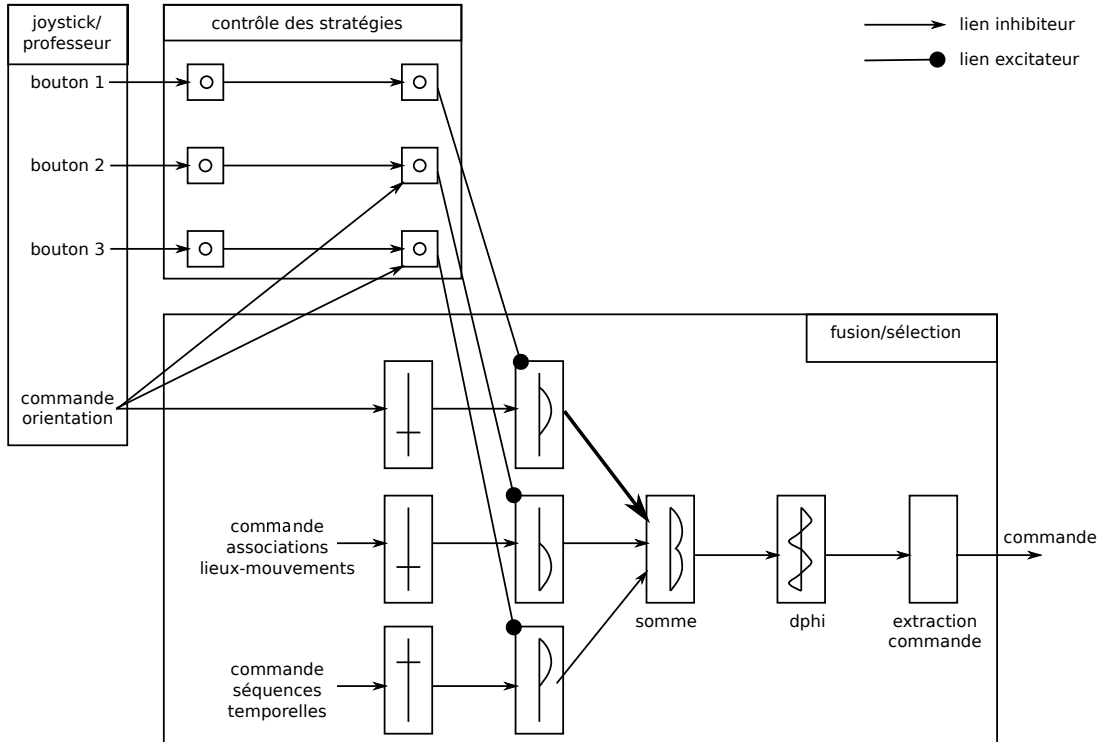 joystick/
professeur
contrôle des stratégies
lien inhibiteur
lien excitateur
bouton 1
bouton 2
bouton 3
fusion/sélection
commande
orientation
commande
associations
lieux-mouvements
commande
somme
dphi
extraction
commande
commande
séquences
temporelles